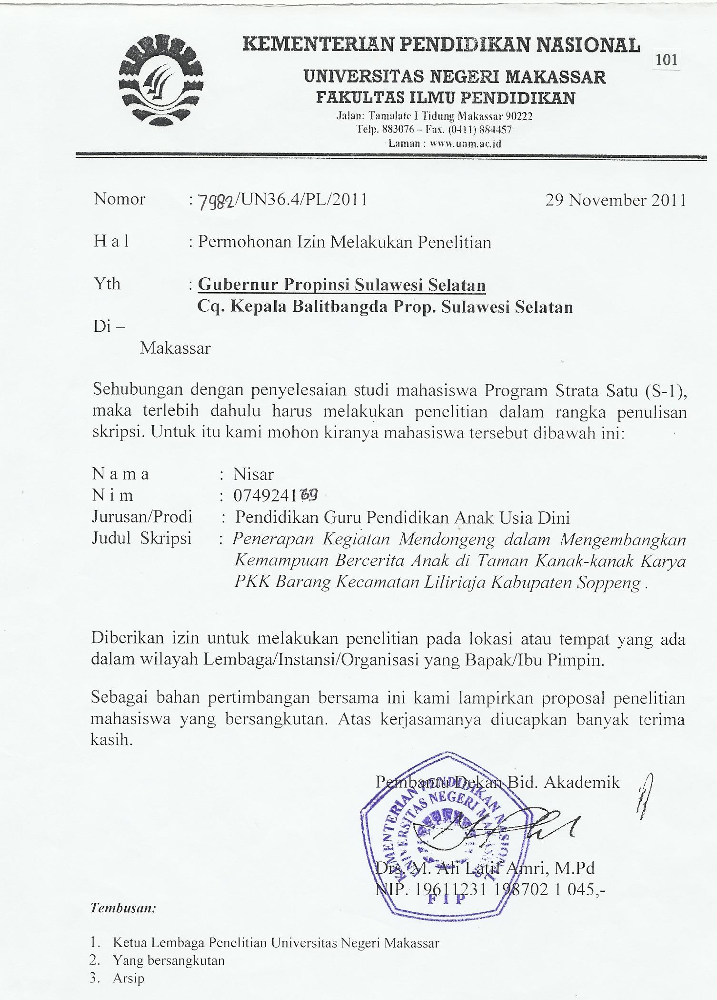 KEMENTERIAN PENDIDIKAN NASIONAL
101
UNIVERSITAS NEGERI MAKASSAR
FAKULTAS ILMU PENDIDIKAN
Jalan: Tamalate I Tidung Makassar 90222
Telp. 883076 – Fax. (0411) 884457
Laman : www.unm.ac.id
Nomor : 7982/UN36.4/PL/2011 29 November 2011
H a l : Permohonan Izin Melakukan Penelitian
Yth : Gubernur Propinsi Sulawesi Selatan
Cq. Kepala Balitbangda Prop. Sulawesi Selatan
Di –
Makassar
Sehubungan dengan penyelesaian studi mahasiswa Program Strata Satu (S-1),
maka terlebih dahulu harus melakukan penelitian dalam rangka penulisan
skripsi. Untuk itu kami mohon kiranya mahasiswa tersebut dibawah ini:
N a m a : Nisar
N i m : 074924169
Jurusan/Prodi : Pendidikan Guru Pendidikan Anak Usia Dini
Judul Skripsi : Penerapan Kegiatan Mendongeng dalam Mengembangkan
Kemampuan Bercerita Anak di Taman Kanak-kanak Karya
PKK Barang Kecamatan Liliriaja Kabupaten Soppeng .
Diberikan izin untuk melakukan penelitian pada lokasi atau tempat yang ada
dalam wilayah Lembaga/Instansi/Organisasi yang Bapak/Ibu Pimpin.
Sebagai bahan pertimbangan bersama ini kami lampirkan proposal penelitian
mahasiswa yang bersangkutan. Atas kerjasamanya diucapkan banyak terima
kasih.
Pembantu Dekan Bid. Akademik
KEMENTERIAN PENDIDIKAN NASIONAL
UNIVERSITAS NEGERI MAKASSAR
Drs. M. Ali Latif Amri, M.Pd
NIP. 19611231 198702 1 045,-
F I P
Tembusan:
1. Ketua Lembaga Penelitian Universitas Negeri Makassar
2. Yang bersangkutan
3. Arsip